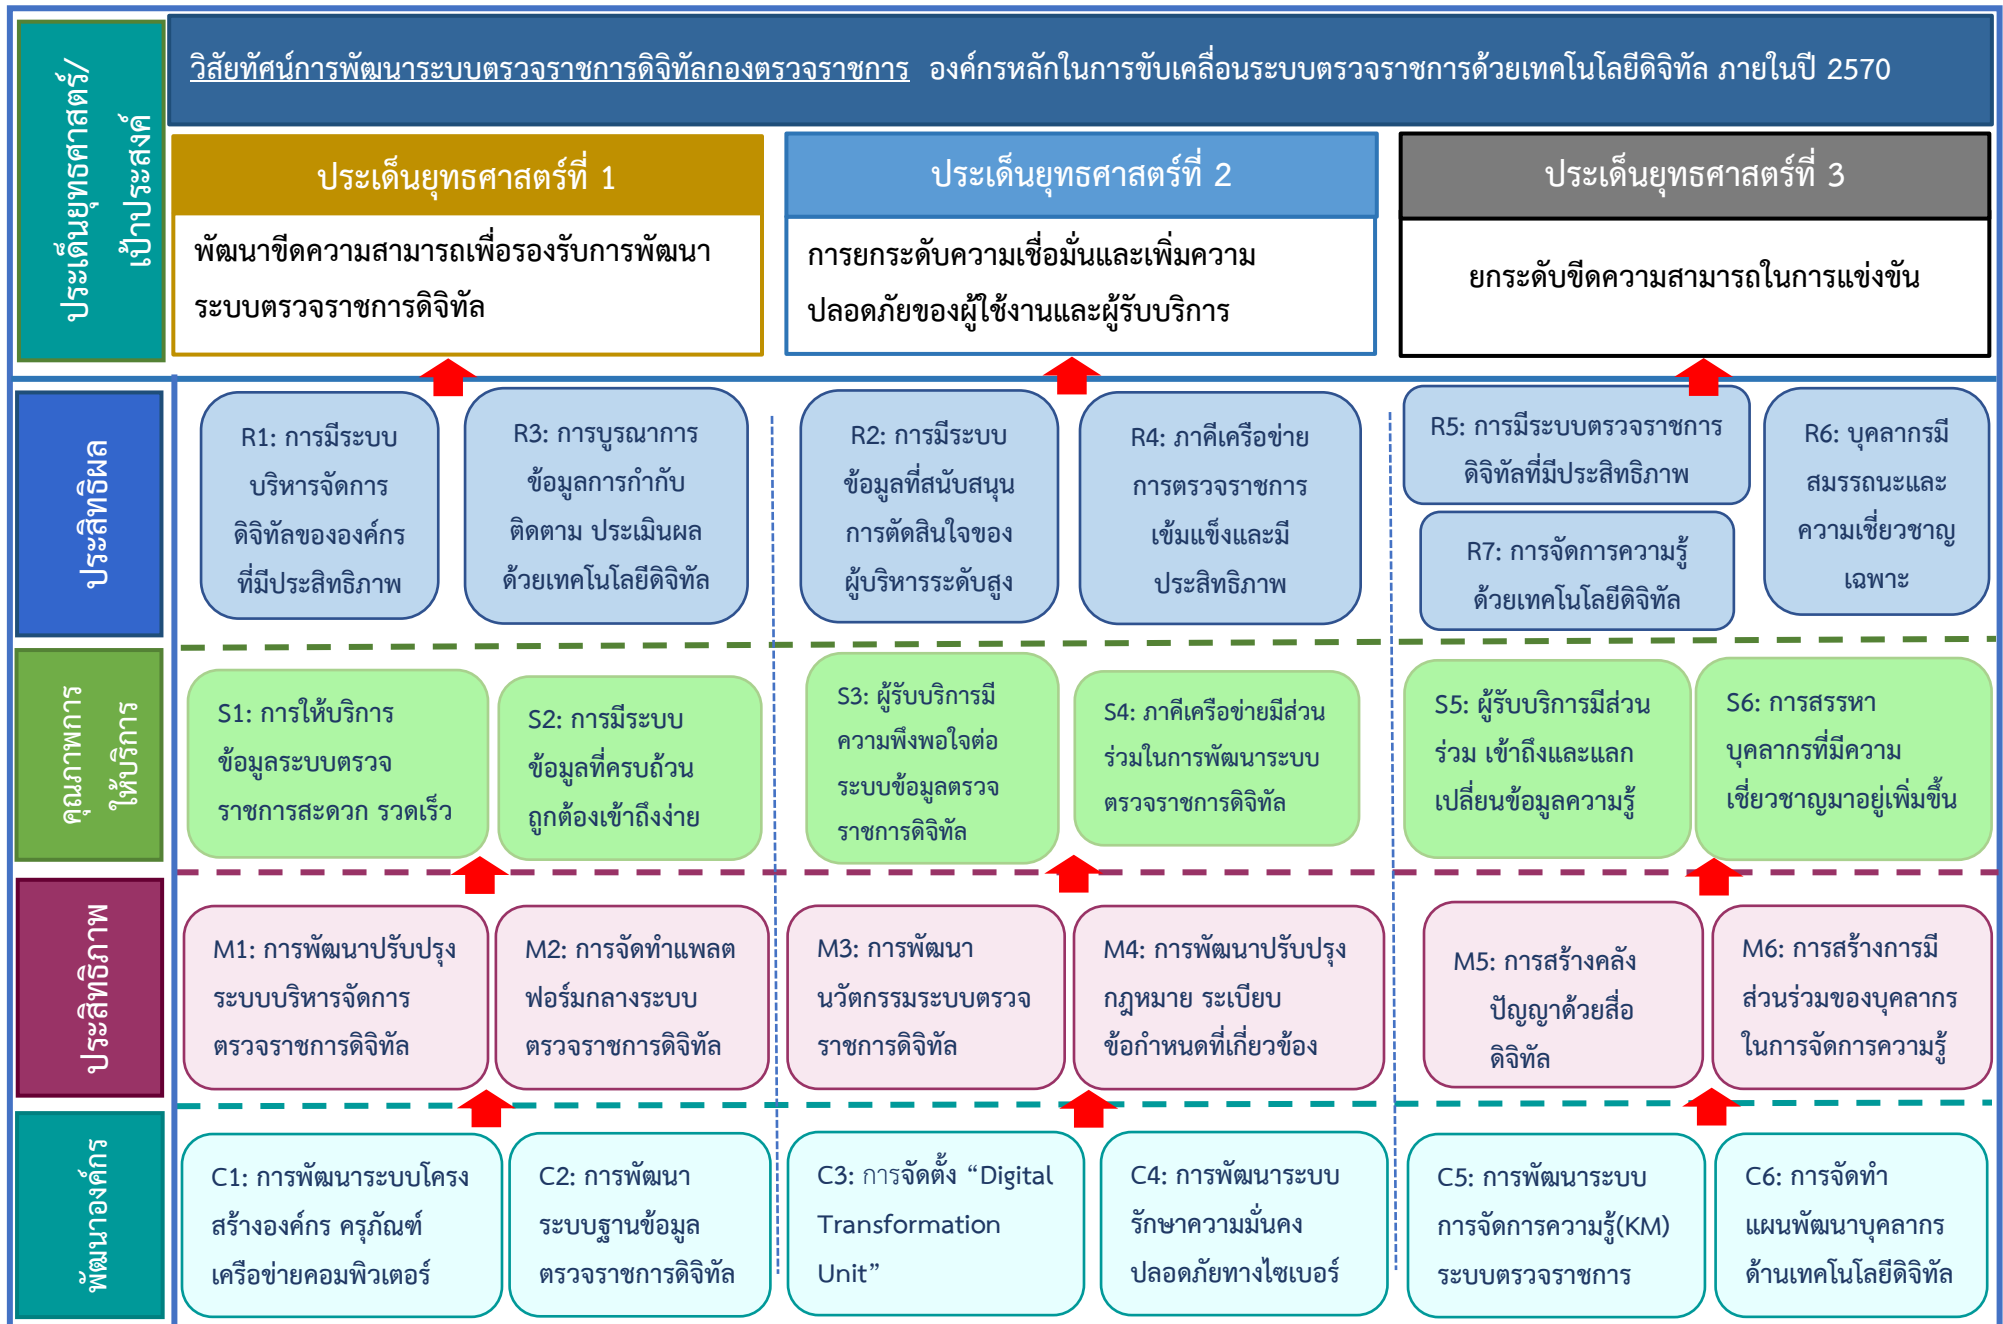 ประเด็นยุทธศาสตร์/
เป้าประสงค์
วิสัยทัศน์การพัฒนาระบบตรวจราชการดิจิทัลกองตรวจราชการ องค์กรหลักในการขับเคลื่อนระบบตรวจราชการด้วยเทคโนโลยีดิจิทัล ภายในปี 2570
ประเด็นยุทธศาสตร์ที่ 1
พัฒนาขีดความสามารถเพื่อรองรับการพัฒนา
ระบบตรวจราชการดิจิทัล
ประเด็นยุทธศาสตร์ที่ 2
การยกระดับความเชื่อมั่นและเพิ่มความ
ปลอดภัยของผู้ใช้งานและผู้รับบริการ
ประเด็นยุทธศาสตร์ที่ 3
ยกระดับขีดความสามารถในการแข่งขัน
ประสิทธิผล
R1: การมีระบบ
บริหารจัดการ
ดิจิทัลขององค์กร
ที่มีประสิทธิภาพ
R3: การบูรณาการ
ข้อมูลการกำกับ
ติดตาม ประเมินผล
ด้วยเทคโนโลยีดิจิทัล
R2: การมีระบบ
ข้อมูลที่สนับสนุน
การตัดสินใจของ
ผู้บริหารระดับสูง
R4: ภาคีเครือข่าย
การตรวจราชการ
เข้มแข็งและมี
ประสิทธิภาพ
R5: การมีระบบตรวจราชการ
ดิจิทัลที่มีประสิทธิภาพ
R7: การจัดการความรู้
ด้วยเทคโนโลยีดิจิทัล
R6: บุคลากรมี
สมรรถนะและ
ความเชี่ยวชาญ
เฉพาะ
คุณภาพการ
ให้บริการ
S1: การให้บริการ
ข้อมูลระบบตรวจ
ราชการสะดวก รวดเร็ว
S2: การมีระบบ
ข้อมูลที่ครบถ้วน
ถูกต้องเข้าถึงง่าย
S3: ผู้รับบริการมี
ความพึงพอใจต่อ
ระบบข้อมูลตรวจ
ราชการดิจิทัล
S4: ภาคีเครือข่ายมีส่วน
ร่วมในการพัฒนาระบบ
ตรวจราชการดิจิทัล
S5: ผู้รับบริการมีส่วน
ร่วม เข้าถึงและแลก
เปลี่ยนข้อมูลความรู้
S6: การสรรหา
บุคลากรที่มีความ
เชี่ยวชาญมาอยู่เพิ่มขึ้น
ประสิทธิภาพ
M1: การพัฒนาปรับปรุง
ระบบบริหารจัดการ
ตรวจราชการดิจิทัล
M2: การจัดทำแพลต
ฟอร์มกลางระบบ
ตรวจราชการดิจิทัล
M3: การพัฒนา
นวัตกรรมระบบตรวจ
ราชการดิจิทัล
M4: การพัฒนาปรับปรุง
กฎหมาย ระเบียบ
ข้อกำหนดที่เกี่ยวข้อง
M5: การสร้างคลัง
ปัญญาด้วยสื่อ
ดิจิทัล
M6: การสร้างการมี
ส่วนร่วมของบุคลากร
ในการจัดการความรู้
พัฒนาองค์กร
C1: การพัฒนาระบบโครง
สร้างองค์กร ครุภัณฑ์
เครือข่ายคอมพิวเตอร์
C2: การพัฒนา
ระบบฐานข้อมูล
ตรวจราชการดิจิทัล
C3: การจัดตั้ง “Digital
Transformation
Unit”
C4: การพัฒนาระบบ
รักษาความมั่นคง
ปลอดภัยทางไซเบอร์
C5: การพัฒนาระบบ
การจัดการความรู้(KM)
ระบบตรวจราชการ
C6: การจัดทำ
แผนพัฒนาบุคลากร
ด้านเทคโนโลยีดิจิทัล